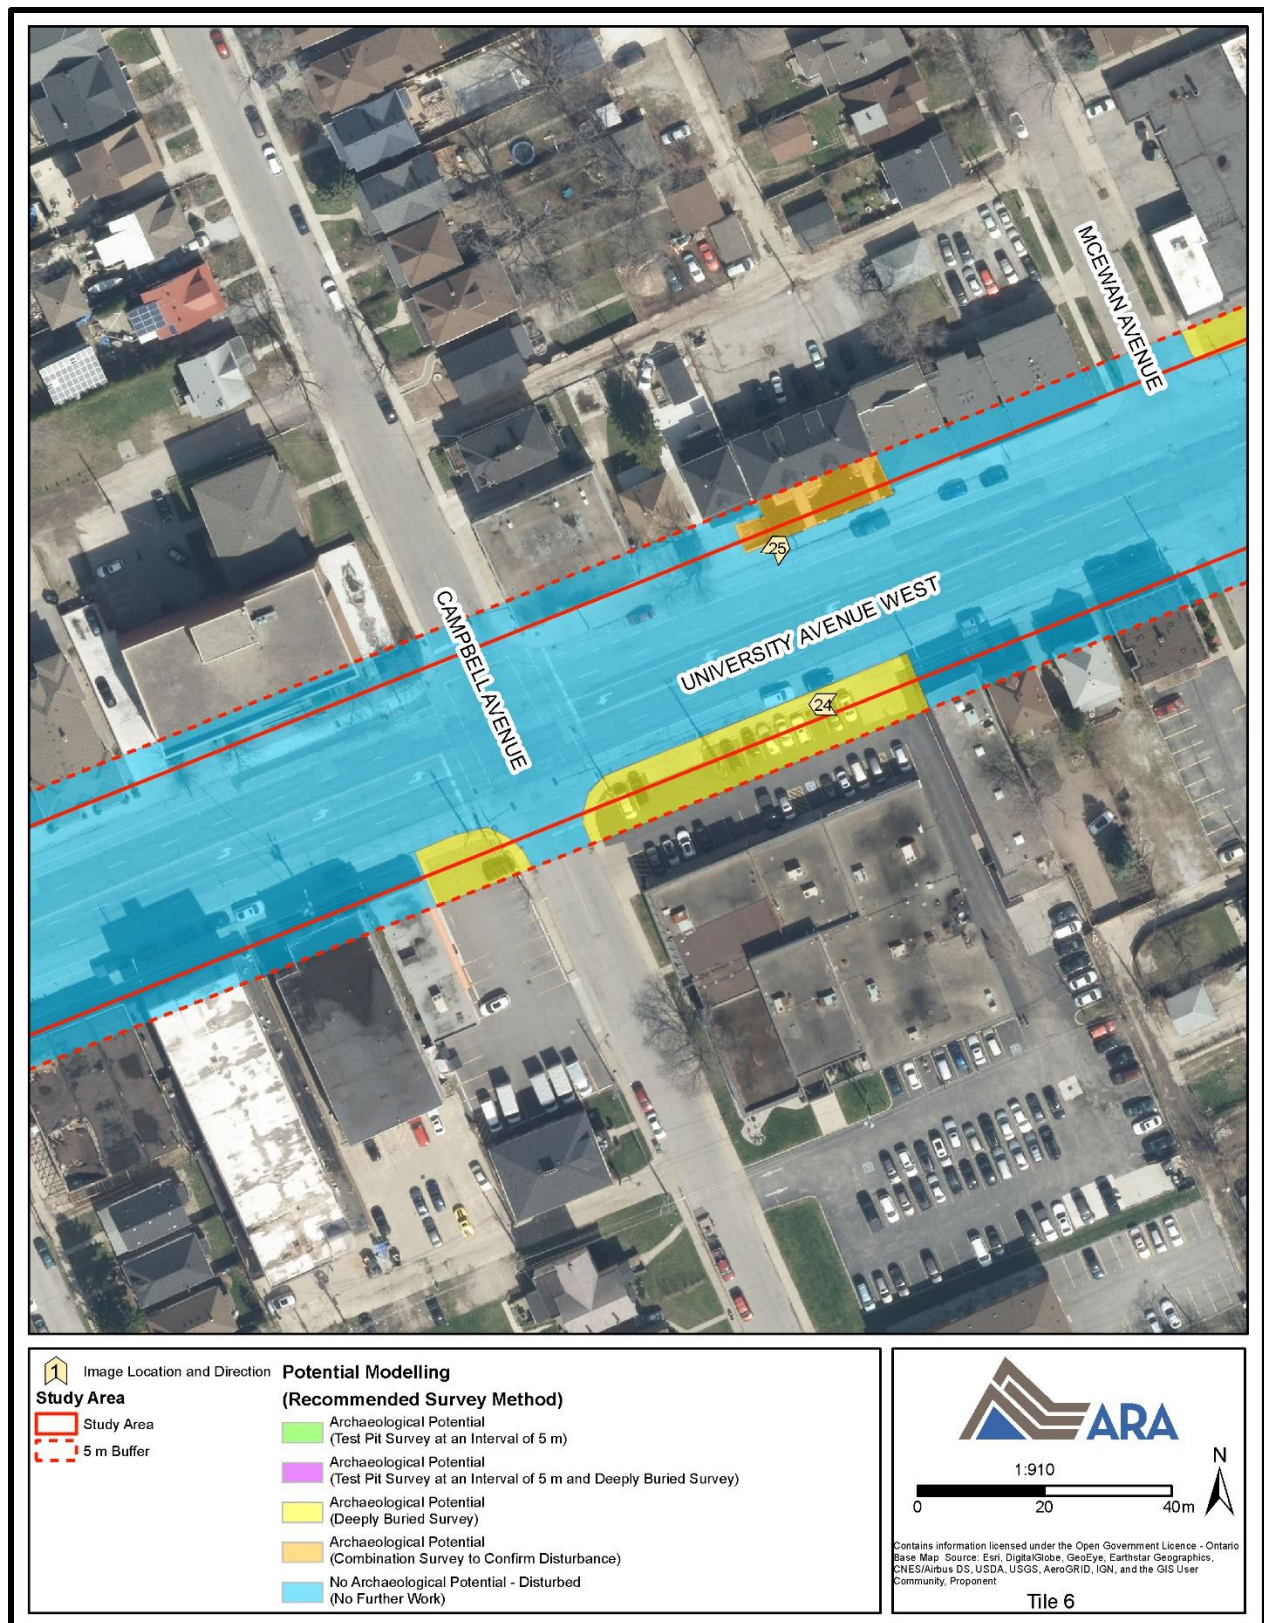 MCEWAN AVENUE
25
UNIVERSITY AVENUE WEST
CAMPBELL AVENUE
24
1 Image Location and Direction
Study Area
Study Area
5 m Buffer
Potential Modelling
(Recommended Survey Method)
Archaeological Potential
(Test Pit Survey at an Interval of 5 m)
Archaeological Potential
(Test Pit Survey at an Interval of 5 m and Deeply Buried Survey)
Archaeological Potential
(Deeply Buried Survey)
Archaeological Potential
(Combination Survey to Confirm Disturbance)
No Archaeological Potential - Disturbed
(No Further Work)
ARA
N
1:910
0 20 40m
Contains information licensed under the Open Government Licence - Ontario
Base Map Source: Esri, DigitalGlobe, GeoEye, Earthstar Geographics,
CNES/Airbus DS, USDA, USGS, AeroGRID, IGN, and the GIS User
Community, Proponent
Tile 6